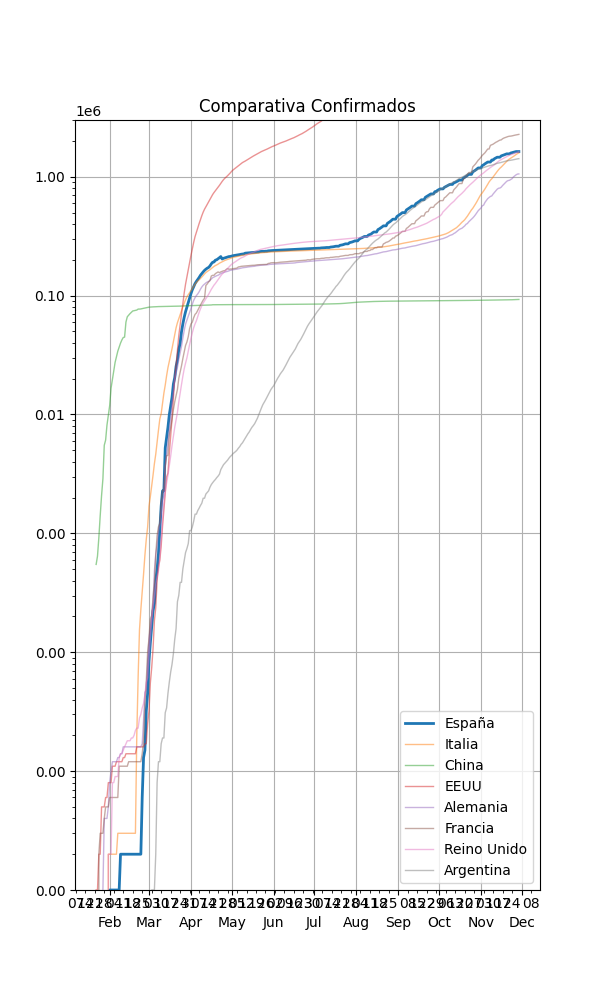 Comparativa Confirmados
1e6
1.00
0.10
0.01
0.00
0.00
0.00
0.00
España
Italia
China
EEUU
Alemania
Francia
Reino Unido
Argentina
08
Feb Mar Apr May Jun Jul Aug Sep Oct Nov Dec